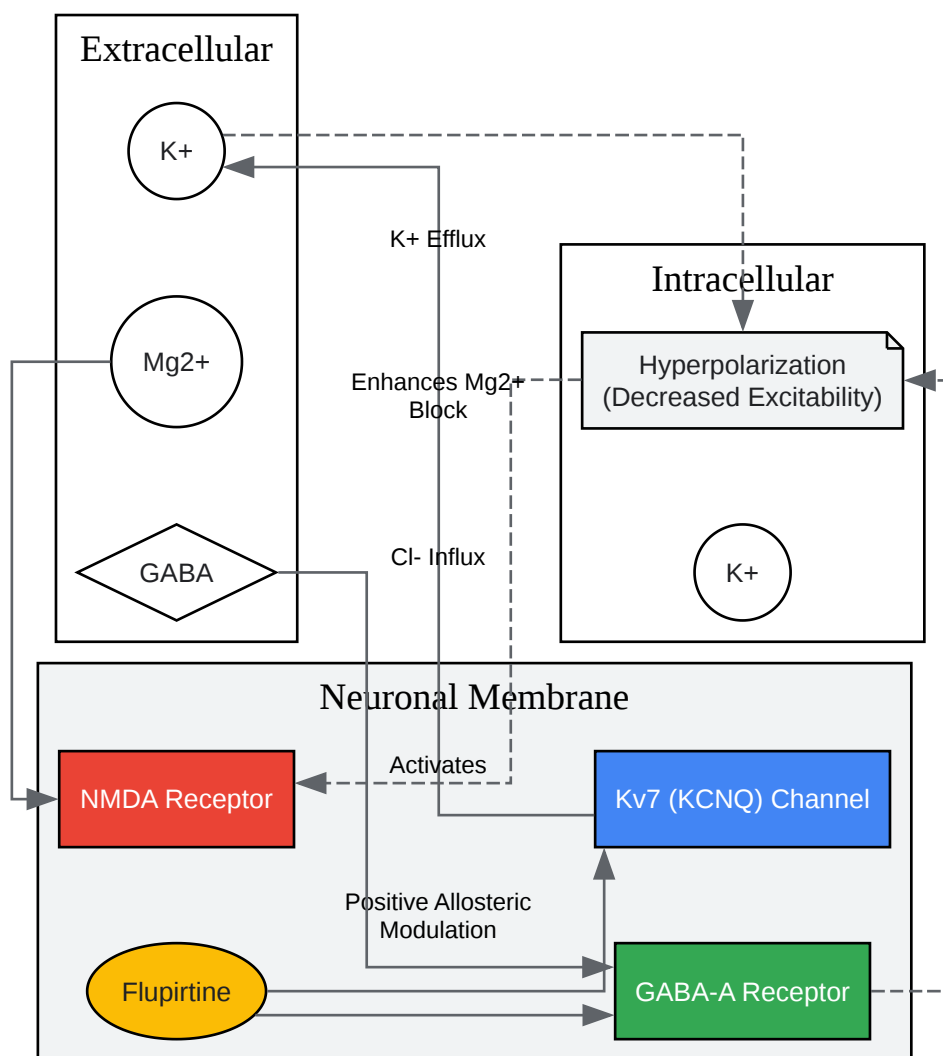 Extracellular
K+
K+ Efflux
Intracellular
Mg2+
Enhances Mg2+
Block
Hyperpolarization
(Decreased Excitability)
GABA
Cl- Influx
K+
Neuronal Membrane
NMDA Receptor
Activates
Kv7 (KCNQ) Channel
Positive Allosteric
Modulation
Flupirtine
GABA-A Receptor